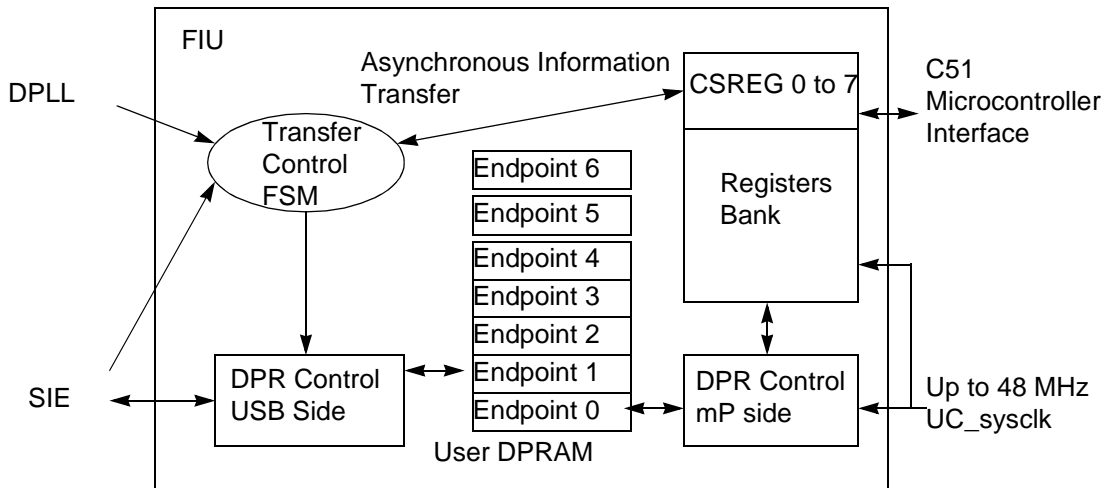 FIU
DPLL
Asynchronous Information
Transfer
CSREG 0 to 7
C51
Microcontroller
Interface
Transfer
Control
FSM
Endpoint 6
Endpoint 5
Endpoint 4
Endpoint 3
Endpoint 2
Endpoint 1
Endpoint 0
Registers
Bank
SIE
DPR Control
USB Side
User DPRAM
DPR Control
mP side
Up to 48 MHz
UC_sysclk